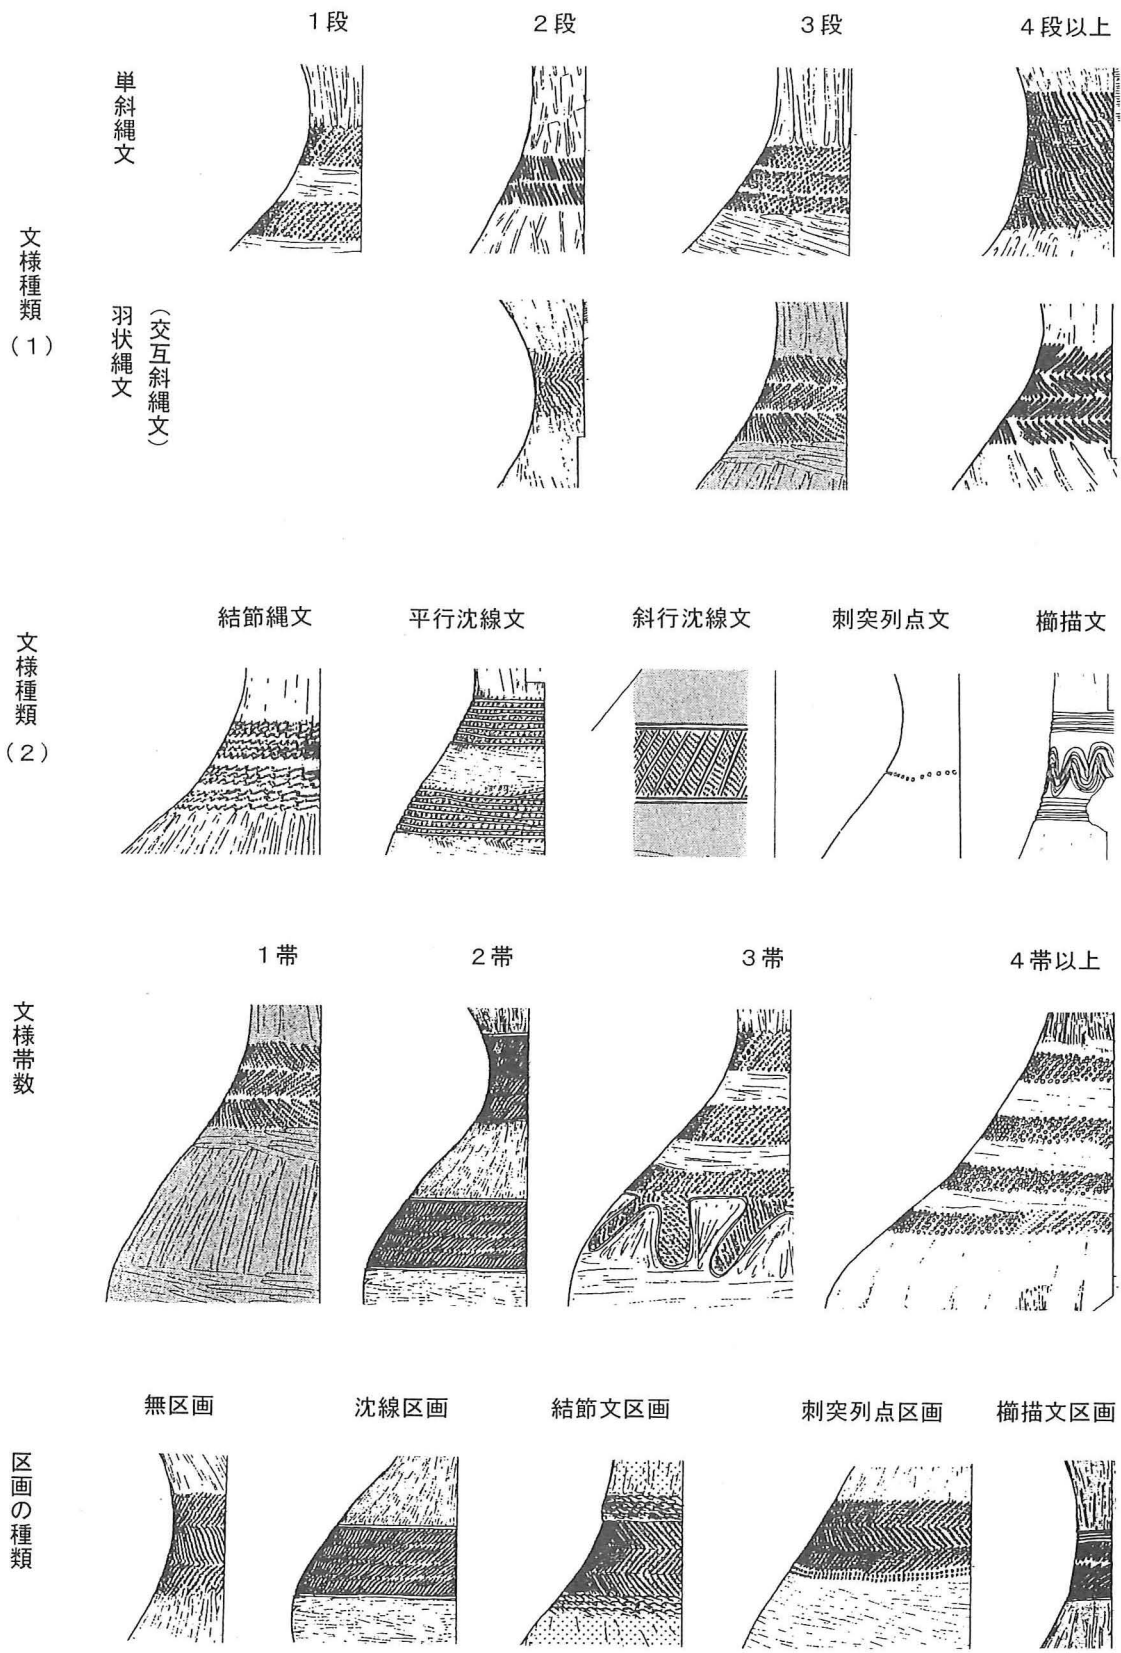 1段
2段
3段
4段以上
文様種類
(1)
単斜縄文
羽状縄文
(交互斜縄文)
文様種類
(2)
結節縄文
平行沈線文
斜行沈線文
刺突列点文
櫛描文
文様帯数
1帯
2帯
3帯
4帯以上
区画の種類
無区画
沈線区画
結節文区画
刺突列点区画
櫛描文区画